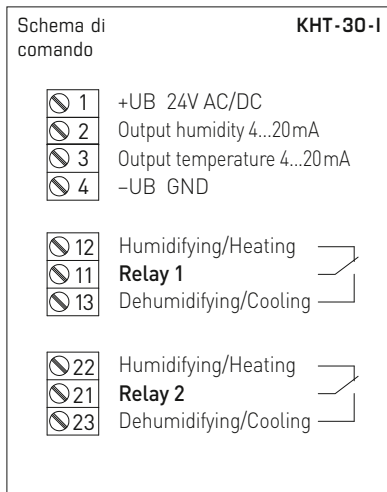 Schema di comando KHT-30-I
1 +UB 24V AC/DC
2 Output humidity 4...20mA
3 Output temperature 4...20mA
4 –UB GND
12 Humidifying/Heating
11 Relay 1
13 Dehumidifying/Cooling
22 Humidifying/Heating
21 Relay 2
23 Dehumidifying/Cooling